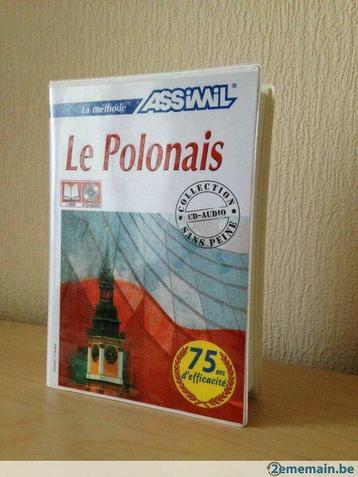 La méthode ASSiMiL®
Le Polonais
COLLECTION
CD-AUDIO
SANS PEINE
75 ans
d'efficacité
2ememain.be